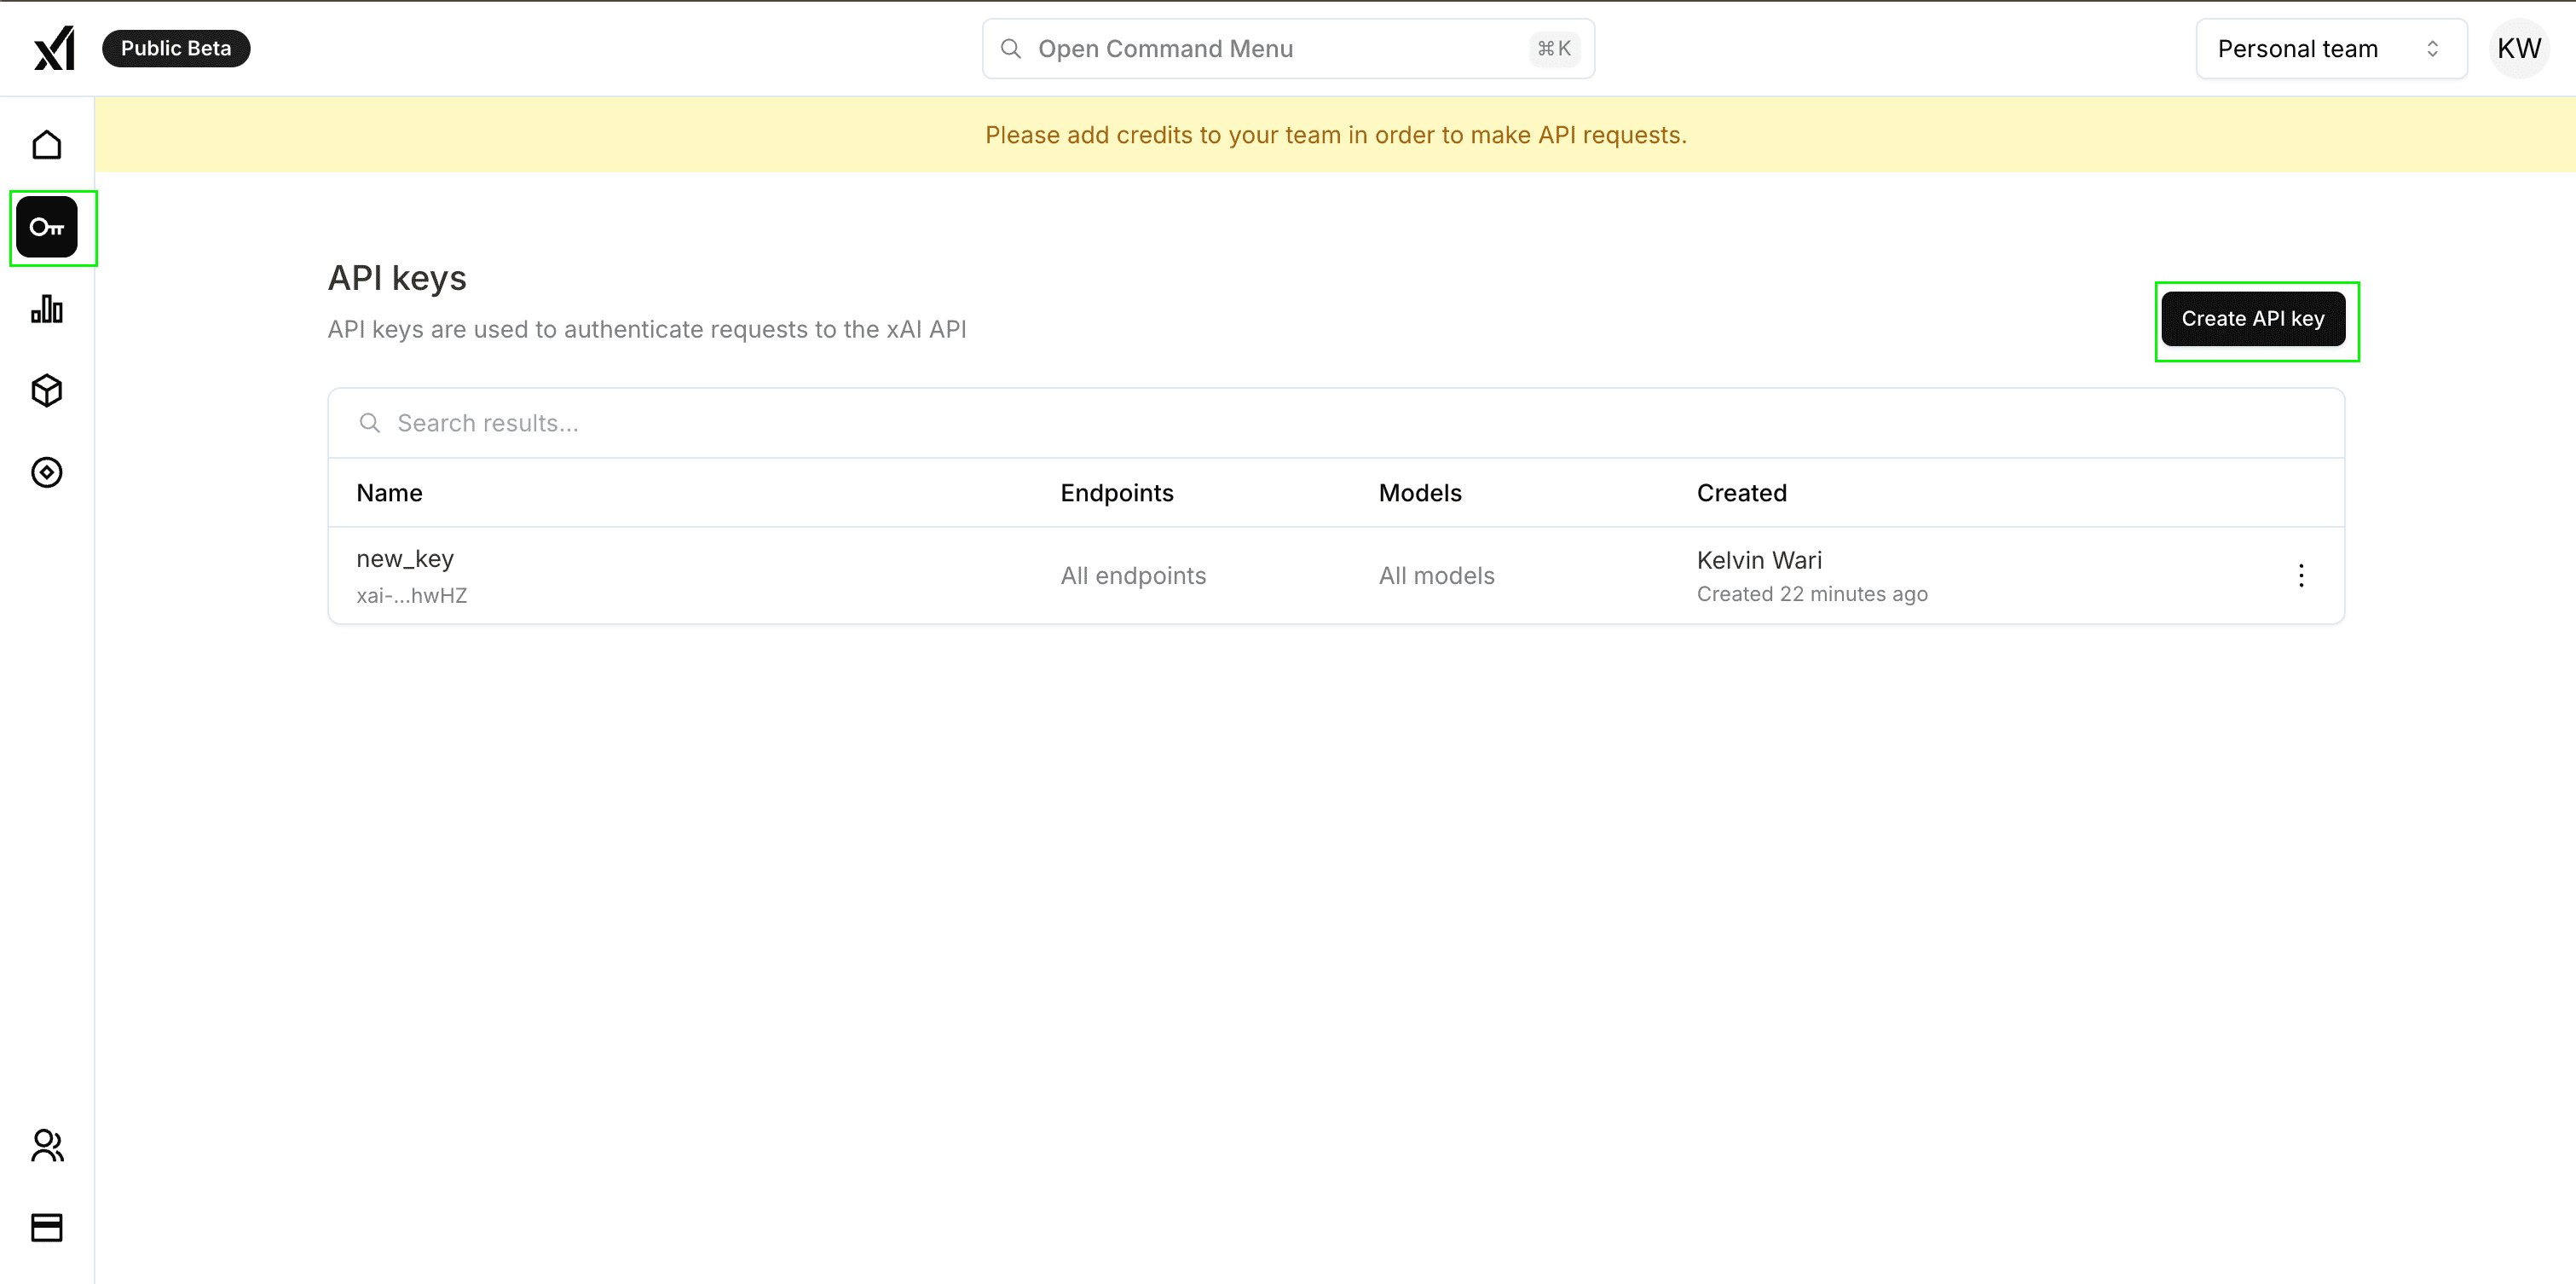 xI
Public Beta
Open Command Menu
⌘K
Personal team
KW
Please add credits to your team in order to make API requests.
API keys
API keys are used to authenticate requests to the xAI API
Create API key
Search results...
Name Endpoints Models Created
new_key
xai-...hwHZ
All endpoints
All models
Kelvin Wari
Created 22 minutes ago